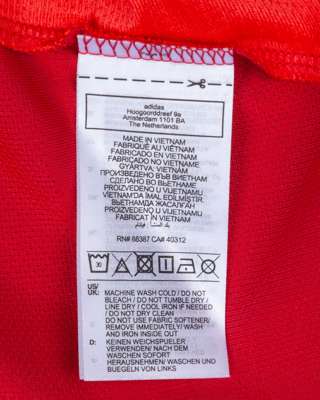 adidas
Hoogoorddreef 9a
Amsterdam 1101 BA
The Netherlands
MADE IN VIETNAM
FABRIQUÉ AU VIÊTNAM
FABRICADO EN VIETNAM
FABRICADO NO VIETNAME
GYÁRTVA: VIETNAM
ПРОИЗВЕДЕНО ВЪВ ВИЕТНАМ
СДЕЛАНО ВО ВЬЕТНАМЕ
PROIZVEDENO U VIJETNAMU
VİETNAM'DA İMAL EDİLMİŞTİR.
ВЬЕТНАМДА ЖАСАЛҒАН
PROIZVEDENO U VIJETNAMU
FABRICAT IN VIETNAM
RN# 88387 CA# 40312
30
US/
UK: MACHINE WASH COLD / DO NOT
BLEACH / DO NOT TUMBLE DRY /
LINE DRY / COOL IRON IF NEEDED
/ DO NOT DRY CLEAN
DO NOT USE FABRIC SOFTENER/
REMOVE IMMEDIATELY/ WASH
AND IRON INSIDE OUT
D: KEINEN WEICHSPUELER
VERWENDEN/ NACH DEM
WASCHEN SOFORT
HERAUSNEHMEN/ WASCHEN UND
BUEGELN VON LINKS